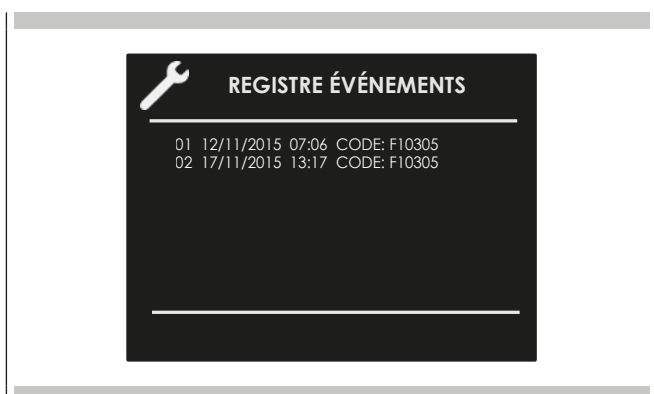 REGISTRE ÉVÉNEMENTS
01 12/11/2015 07:06 CODE: F10305
02 17/11/2015 13:17 CODE: F10305